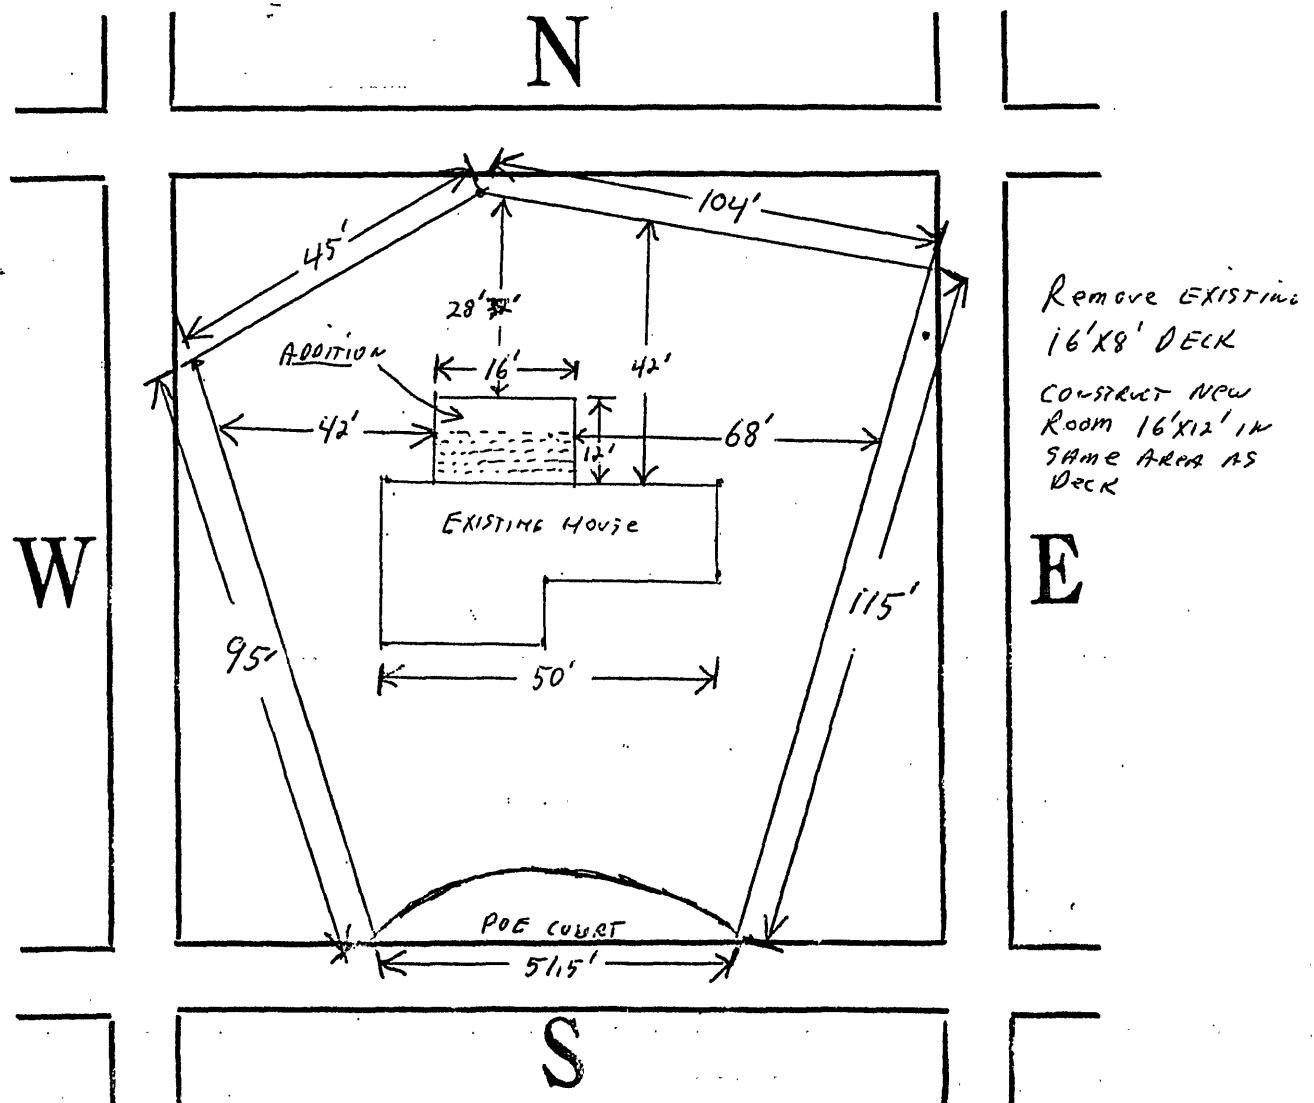 N
104'
45'
28'
ADDITION
16'
42'
42'
68'
12'
EXISTING HOUSE
Remove EXISTING
16'X8' DECK
CONSTRUCT NEW
ROOM 16'X12' IN
SAME AREA AS
DECK
W
E
115'
95'
50'
POE COURT
51.5'
S